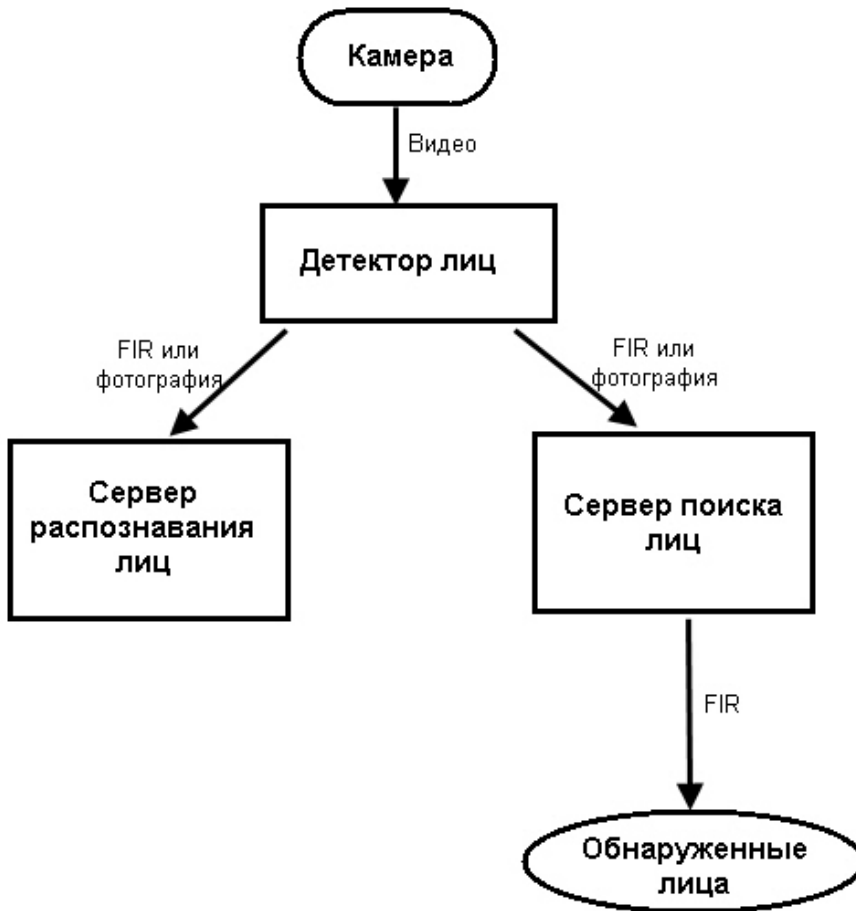 Камера
Видео
Детектор лиц
FIR или
фотография
FIR или
фотография
Сервер
распознавания
лиц
Сервер поиска
лиц
FIR
Обнаруженные
лица